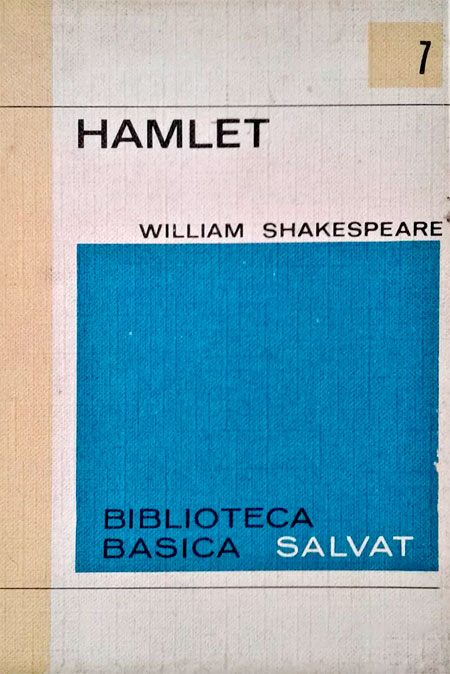 7
HAMLET
WILLIAM SHAKESPEARE
BIBLIOTECA
BASICA SALVAT